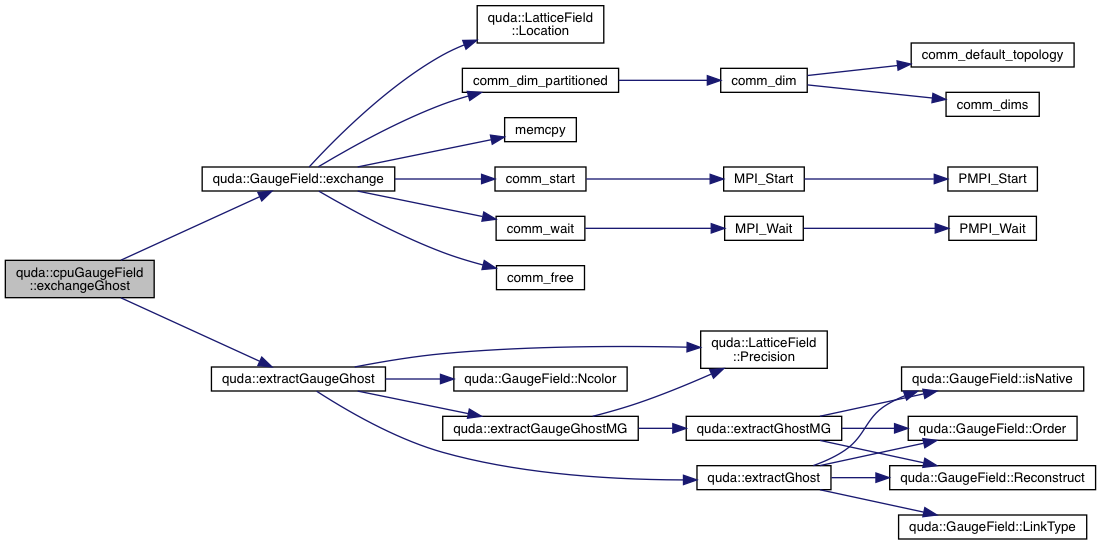 quda::LatticeField
::Location
comm_default_topology
comm_dim_partitioned
comm_dim
comm_dims
memcpy
quda::GaugeField::exchange
comm_start
MPI_Start
PMPI_Start
comm_wait
MPI_Wait
PMPI_Wait
quda::cpuGaugeField
::exchangeGhost
comm_free
quda::LatticeField
::Precision
quda::extractGaugeGhost
quda::GaugeField::Ncolor
quda::GaugeField::isNative
quda::extractGaugeGhostMG
quda::extractGhostMG
quda::GaugeField::Order
quda::extractGhost
quda::GaugeField::Reconstruct
quda::GaugeField::LinkType